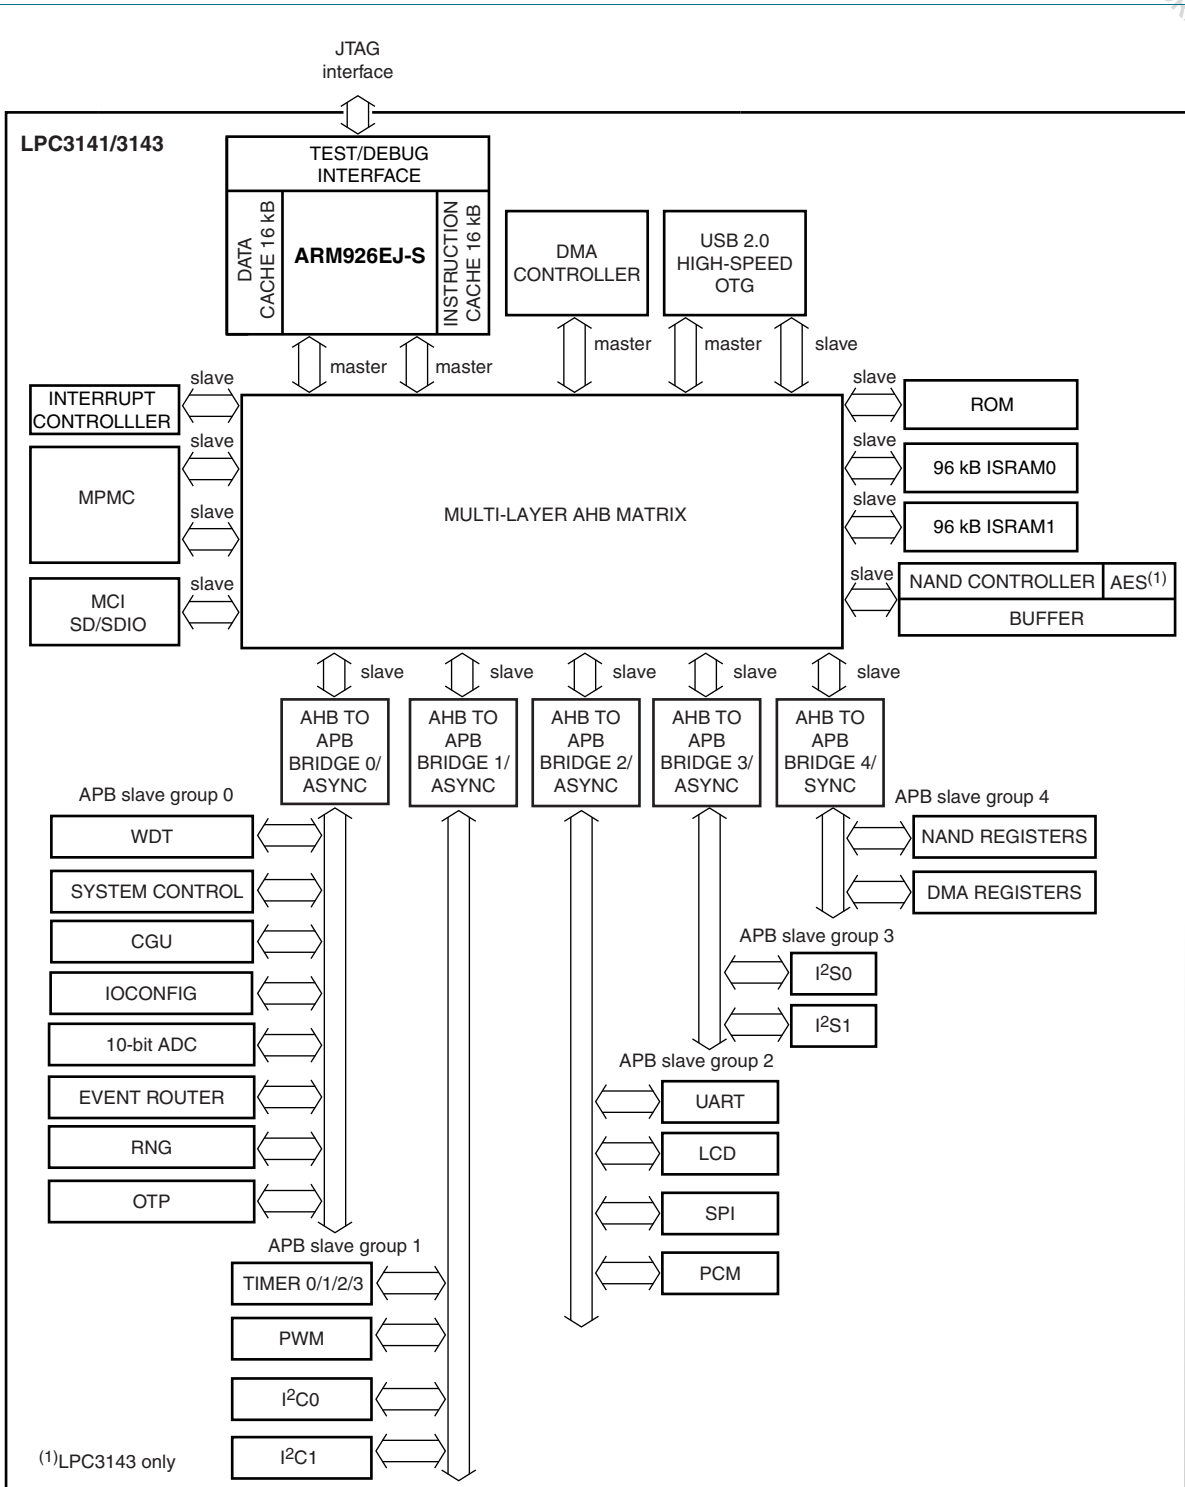 JTAG
interface
LPC3141/3143
TEST/DEBUG
INTERFACE
DATA
CACHE 16 kB
ARM926EJ-S
INSTRUCTION
CACHE 16 kB
DMA
CONTROLLER
USB 2.0
HIGH-SPEED
OTG
master
master
master
master
slave
INTERRUPT
CONTROLLLER
slave
MPMC
slave
slave
MCI
SD/SDIO
slave
MULTI-LAYER AHB MATRIX
slave
ROM
slave
96 kB ISRAM0
slave
96 kB ISRAM1
slave
NAND CONTROLLER
AES(1)
BUFFER
slave
slave
slave
slave
slave
AHB TO
APB
BRIDGE 0/
ASYNC
AHB TO
APB
BRIDGE 1/
ASYNC
AHB TO
APB
BRIDGE 2/
ASYNC
AHB TO
APB
BRIDGE 3/
ASYNC
AHB TO
APB
BRIDGE 4/
SYNC
APB slave group 0
WDT
SYSTEM CONTROL
CGU
IOCONFIG
10-bit ADC
EVENT ROUTER
RNG
OTP
APB slave group 4
NAND REGISTERS
DMA REGISTERS
APB slave group 3
I2S0
I2S1
APB slave group 2
UART
LCD
SPI
PCM
APB slave group 1
TIMER 0/1/2/3
PWM
I2C0
I2C1
(1)LPC3143 only